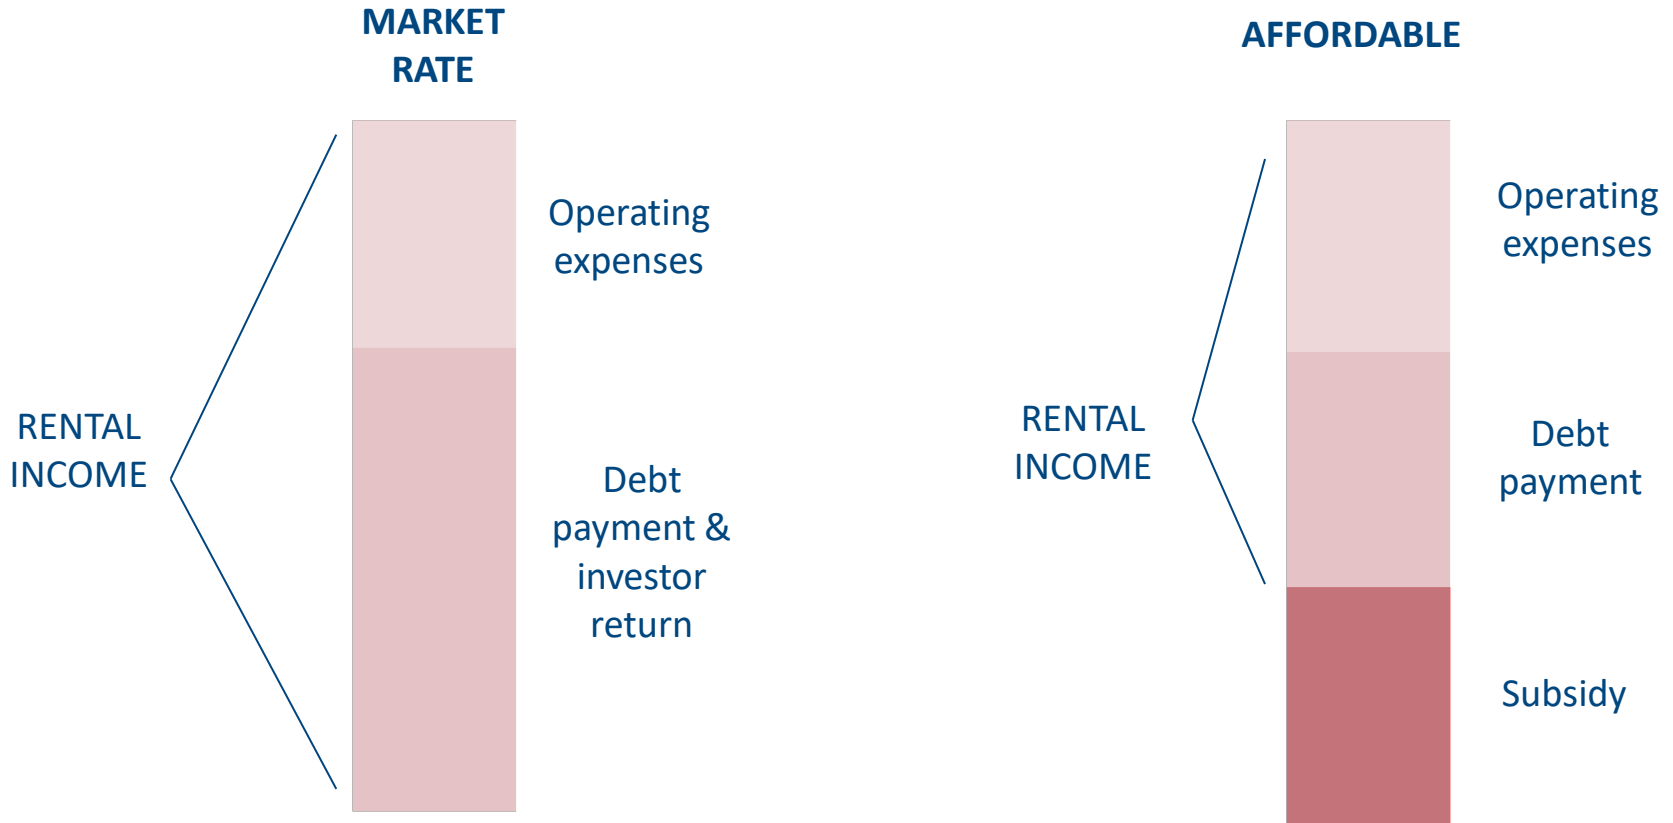 MARKET
RATE
RENTAL
INCOME
Operating
expenses
Debt
payment &
investor
return
AFFORDABLE
RENTAL
INCOME
Operating
expenses
Debt
payment
Subsidy